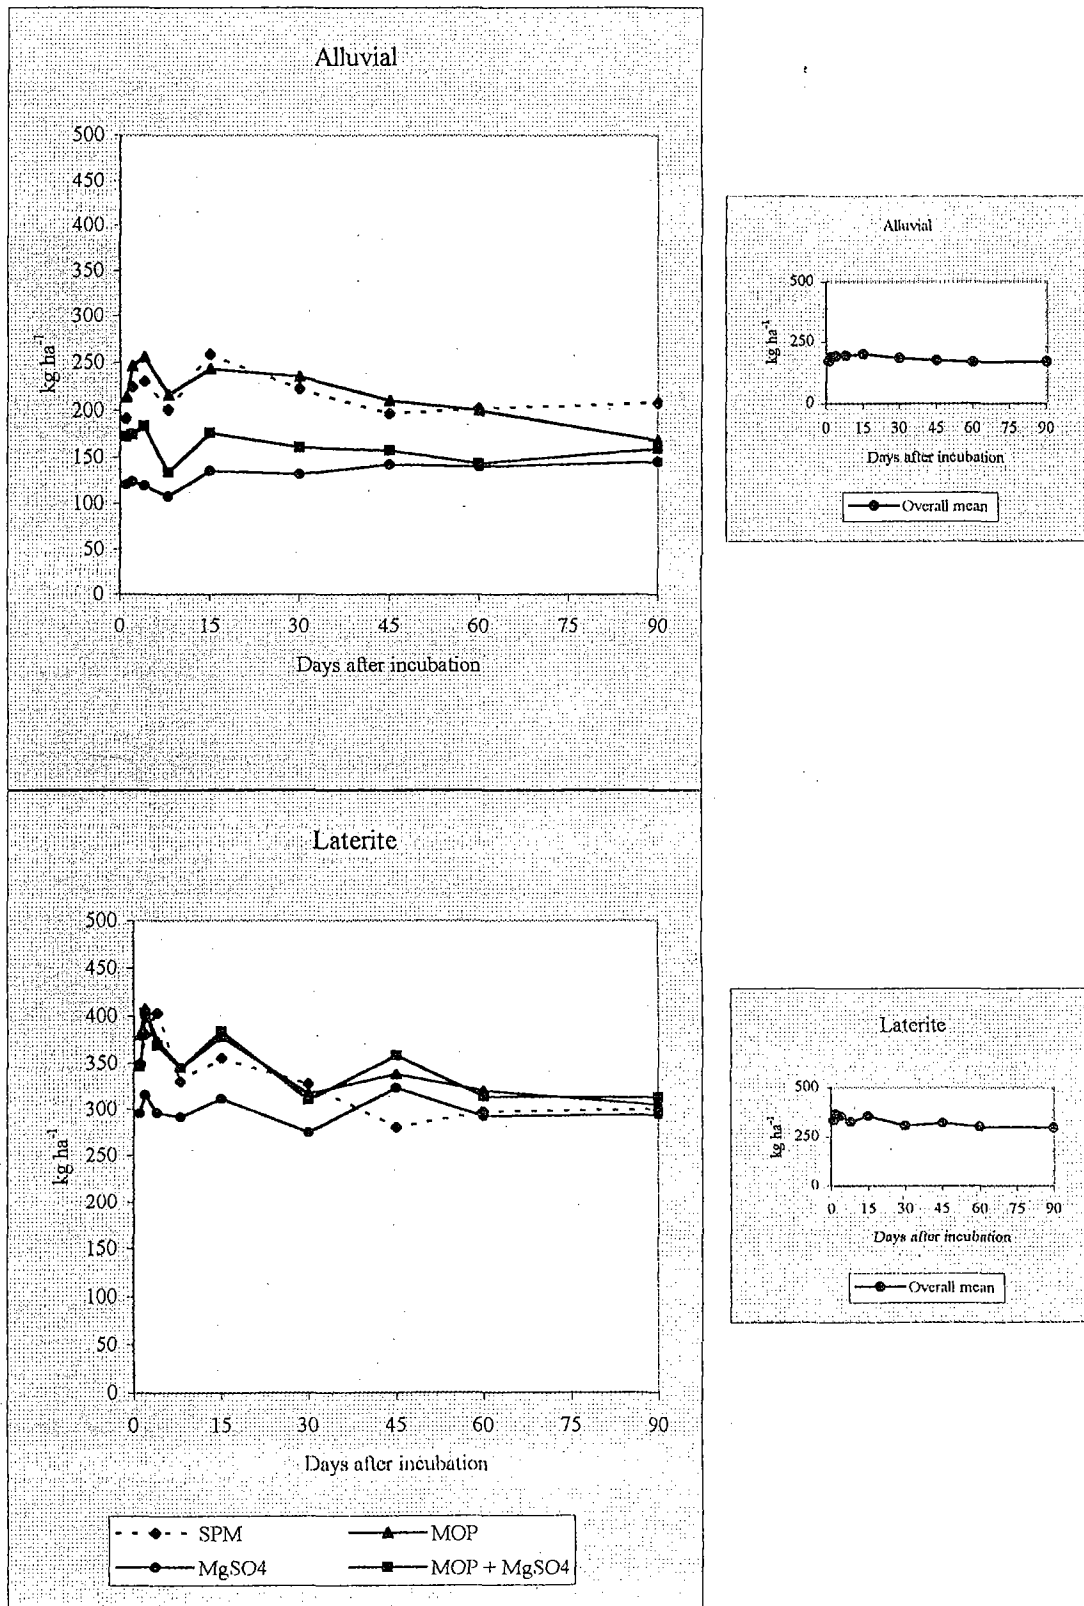 Alluvial
500
450
400
350
300
250
200
150
100
50
0
kg ha⁻¹
0 15 30 45 60 75 90
Days after incubation
Alluvial
500
250
0
kg ha⁻¹
0 15 30 45 60 75 90
Days after incubation
Overall mean
Laterite
500
450
400
350
300
250
200
150
100
50
0
kg ha⁻¹
0 15 30 45 60 75 90
Days after incubation
SPM MOP
MgSO4 MOP + MgSO4
Laterite
500
250
0
kg ha⁻¹
0 15 30 45 60 75 90
Days after incubation
Overall mean